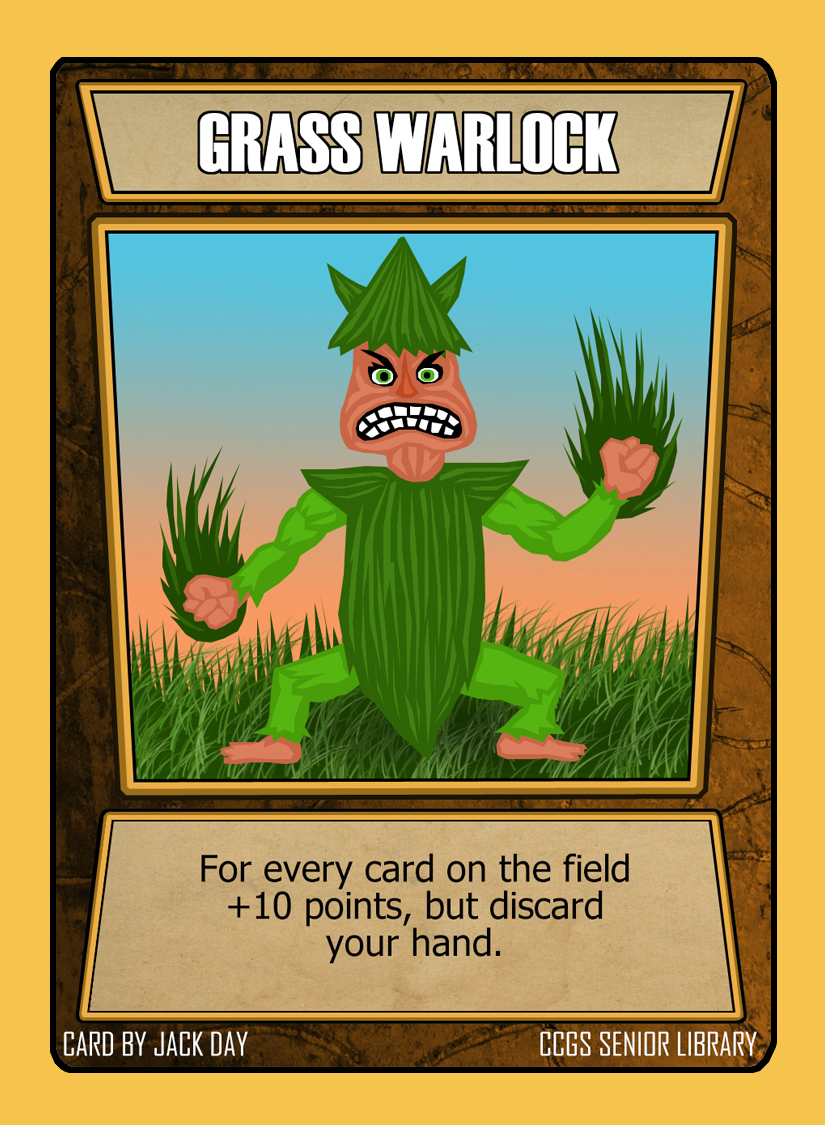 GRASS WARLOCK
For every card on the field
+10 points, but discard
your hand.
CARD BY JACK DAY
CCGS SENIOR LIBRARY